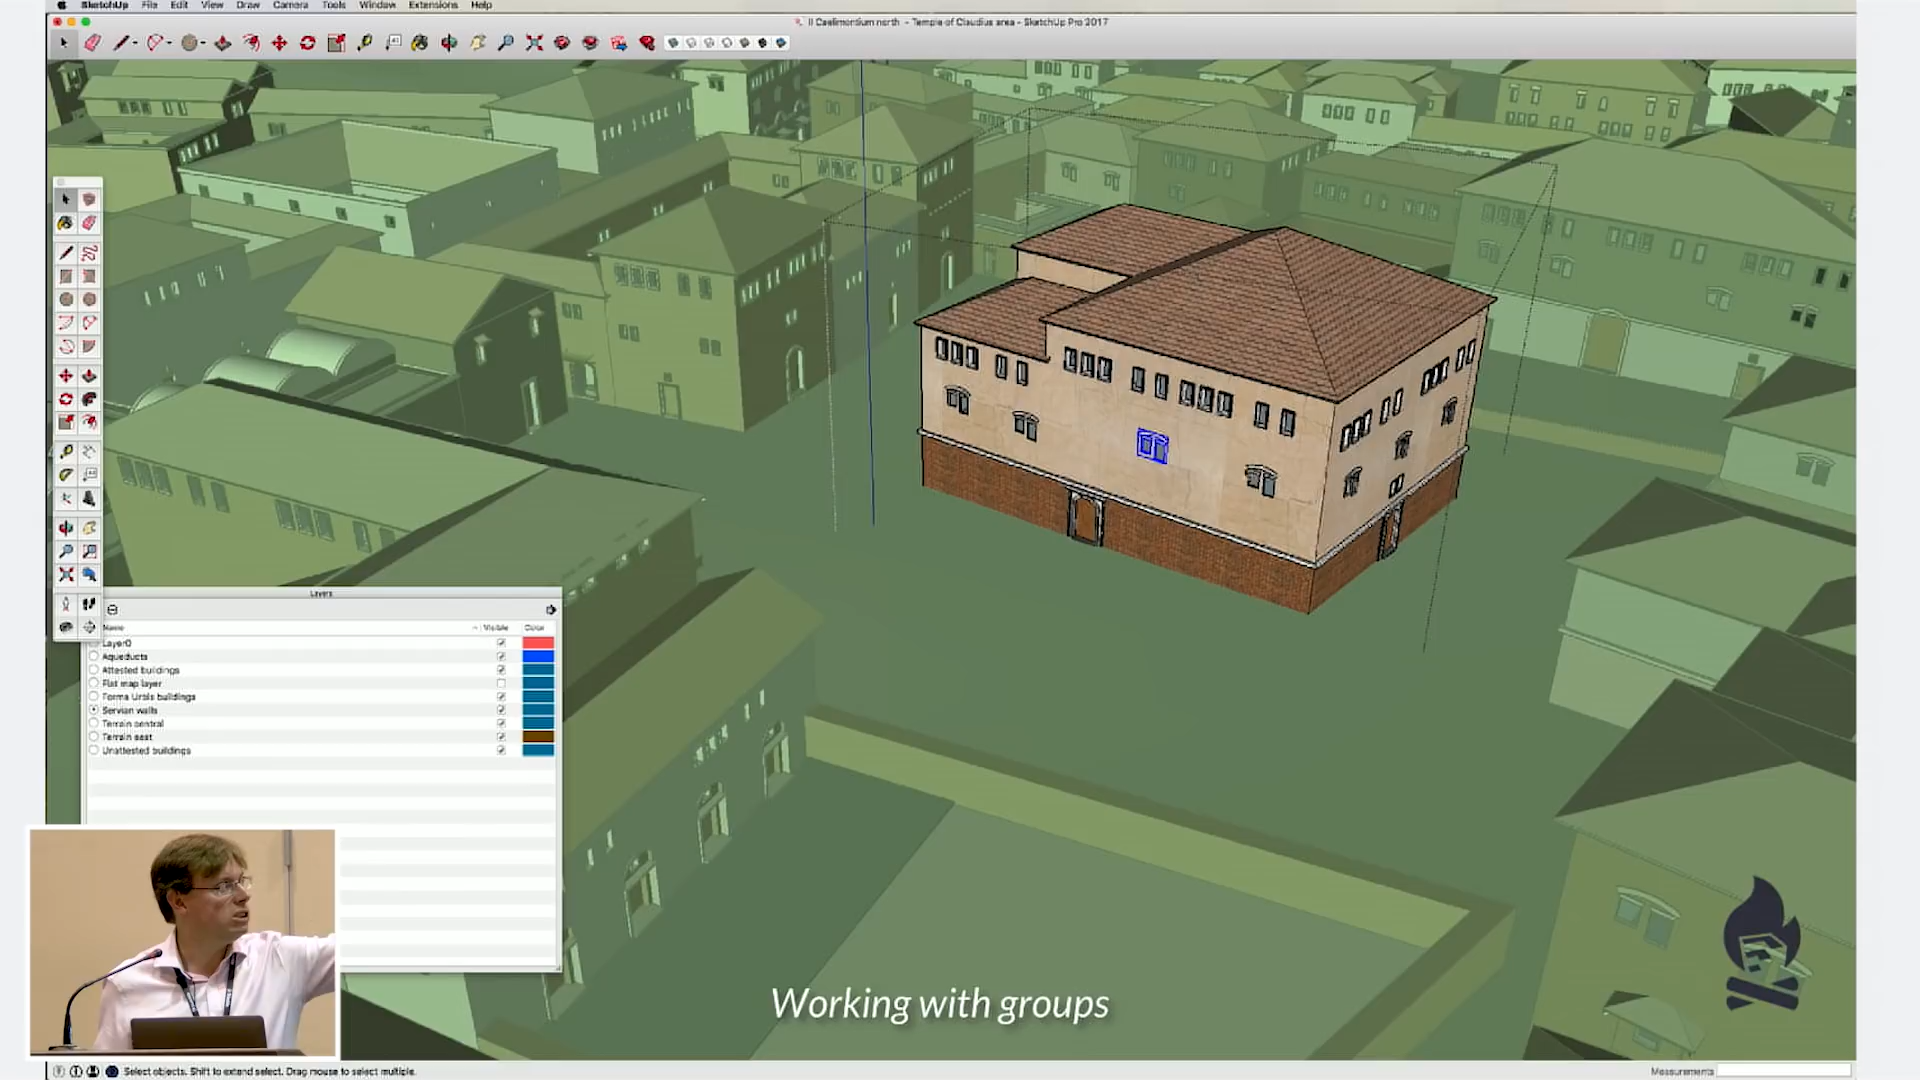 SketchUp File Edit View Draw Camera Tools Window Extensions Help
II Caelimontium north - Temple of Claudius area - SketchUp Pro 2017
Layers
Name Visible Color
Layer0
Aqueducts
Attested buildings
Flat map layer
Forma Urbis buildings
Servian walls
Terrain central
Terrain east
Unattested buildings
Working with groups
Select objects. Shift to extend select. Drag mouse to select multiple.
Measurements